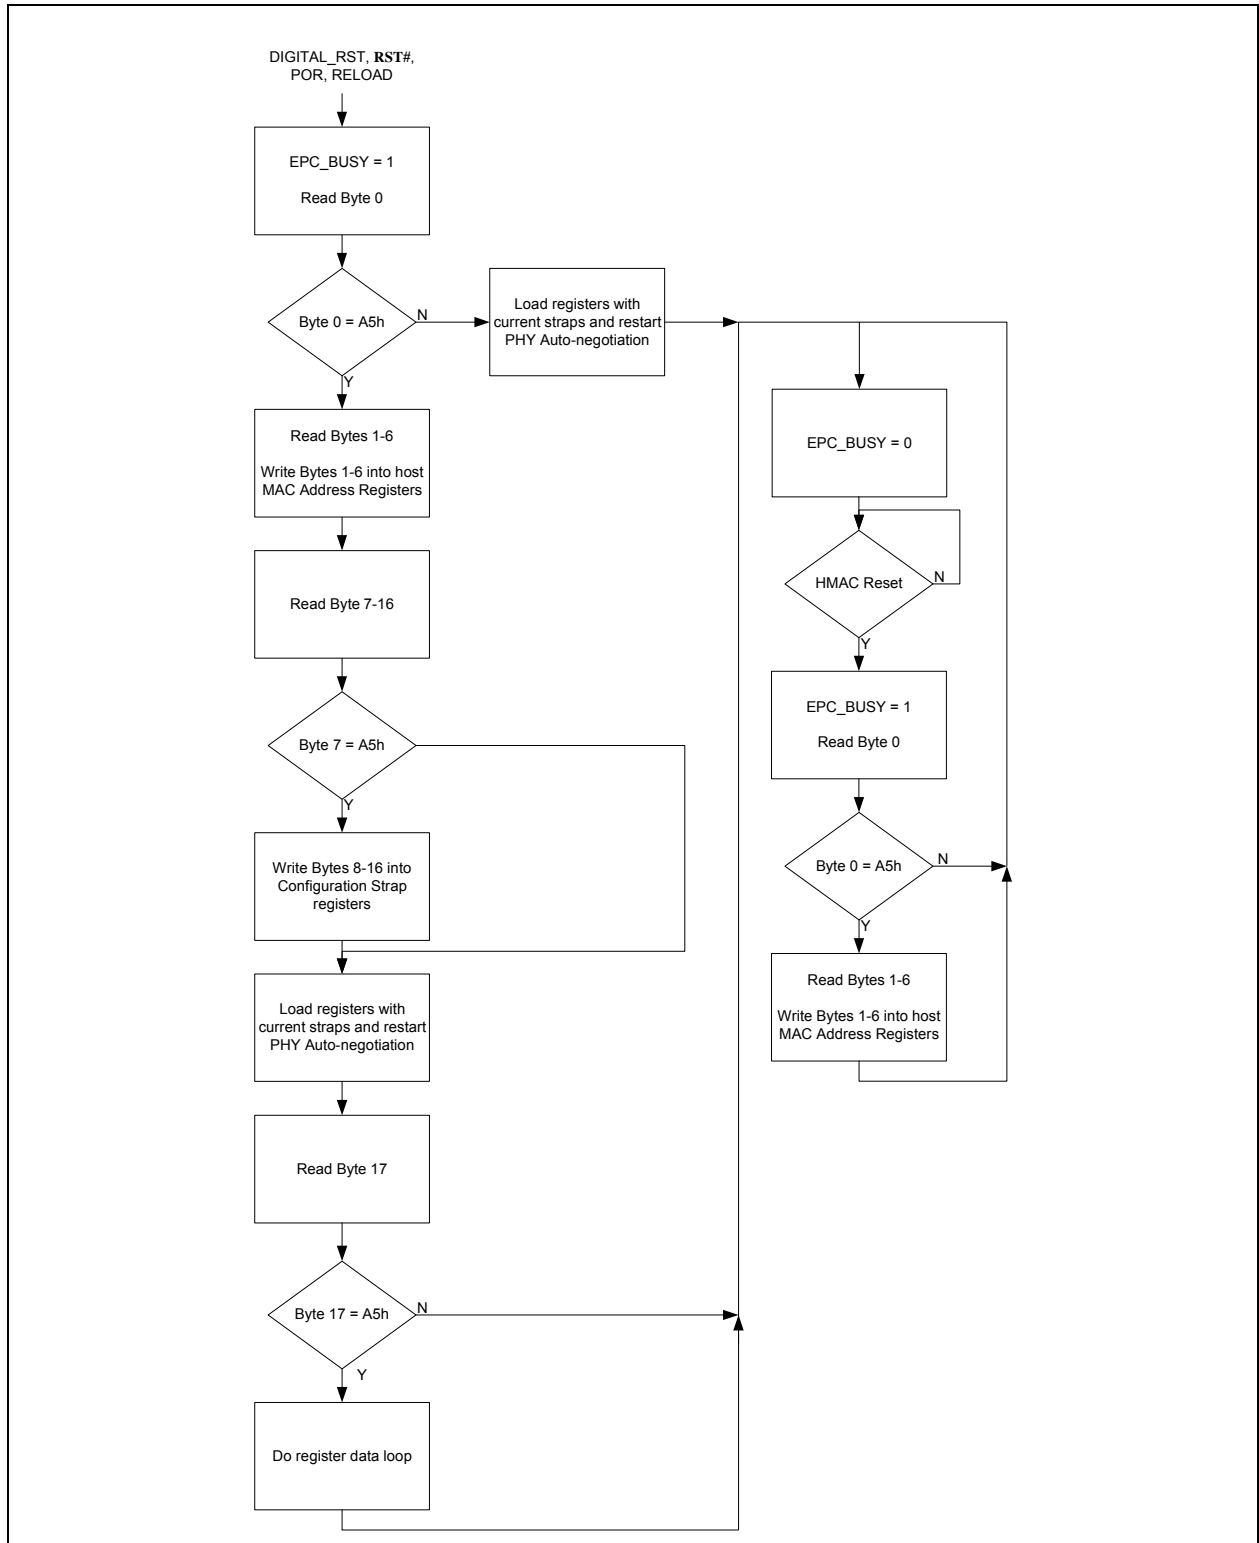 DIGITAL_RST, RST#,
POR, RELOAD
EPC_BUSY = 1
Read Byte 0
Byte 0 = A5h
N
Y
Load registers with
current straps and restart
PHY Auto-negotiation
Read Bytes 1-6
Write Bytes 1-6 into host
MAC Address Registers
Read Byte 7-16
Byte 7 = A5h
Y
Write Bytes 8-16 into
Configuration Strap
registers
Load registers with
current straps and restart
PHY Auto-negotiation
Read Byte 17
Byte 17 = A5h
N
Y
Do register data loop
EPC_BUSY = 0
HMAC Reset
N
Y
EPC_BUSY = 1
Read Byte 0
Byte 0 = A5h
N
Y
Read Bytes 1-6
Write Bytes 1-6 into host
MAC Address Registers